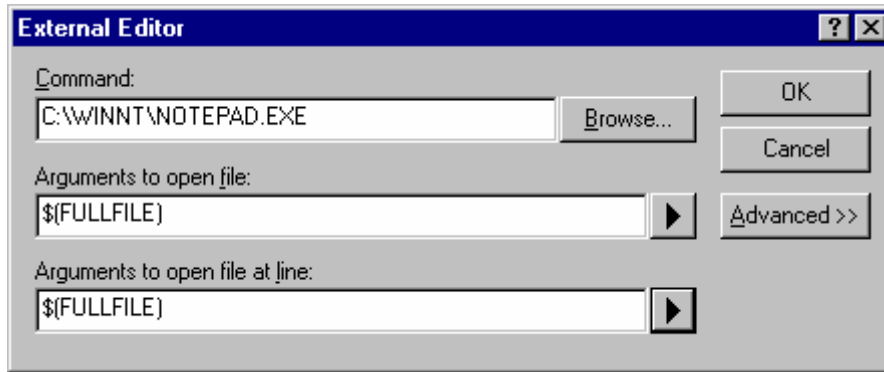 External Editor
Command:
C:\WINNT\NOTEPAD.EXE
Browse...
OK
Cancel
Arguments to open file:
$(FULLFILE)
Advanced >>
Arguments to open file at line:
$(FULLFILE)